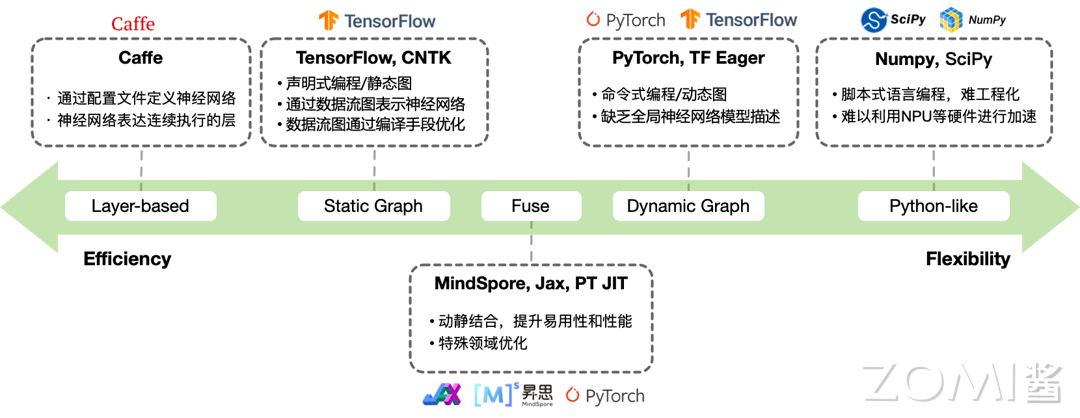 Caffe
TensorFlow
PyTorch
TensorFlow
SciPy
NumPy
Caffe
· 通过配置文件定义神经网络
· 神经网络表达连续执行的层
TensorFlow, CNTK
• 声明式编程/静态图
• 通过数据流图表示神经网络
• 数据流图通过编译手段优化
PyTorch, TF Eager
• 命令式编程/动态图
• 缺乏全局神经网络模型描述
Numpy, SciPy
• 脚本式语言编程，难工程化
• 难以利用NPU等硬件进行加速
Layer-based
Static Graph
Fuse
Dynamic Graph
Python-like
Efficiency
Flexibility
MindSpore, Jax, PT JIT
• 动静结合，提升易用性和性能
• 特殊领域优化
JAX
[M]s 昇思
MindSpore
PyTorch
ZOMI酱